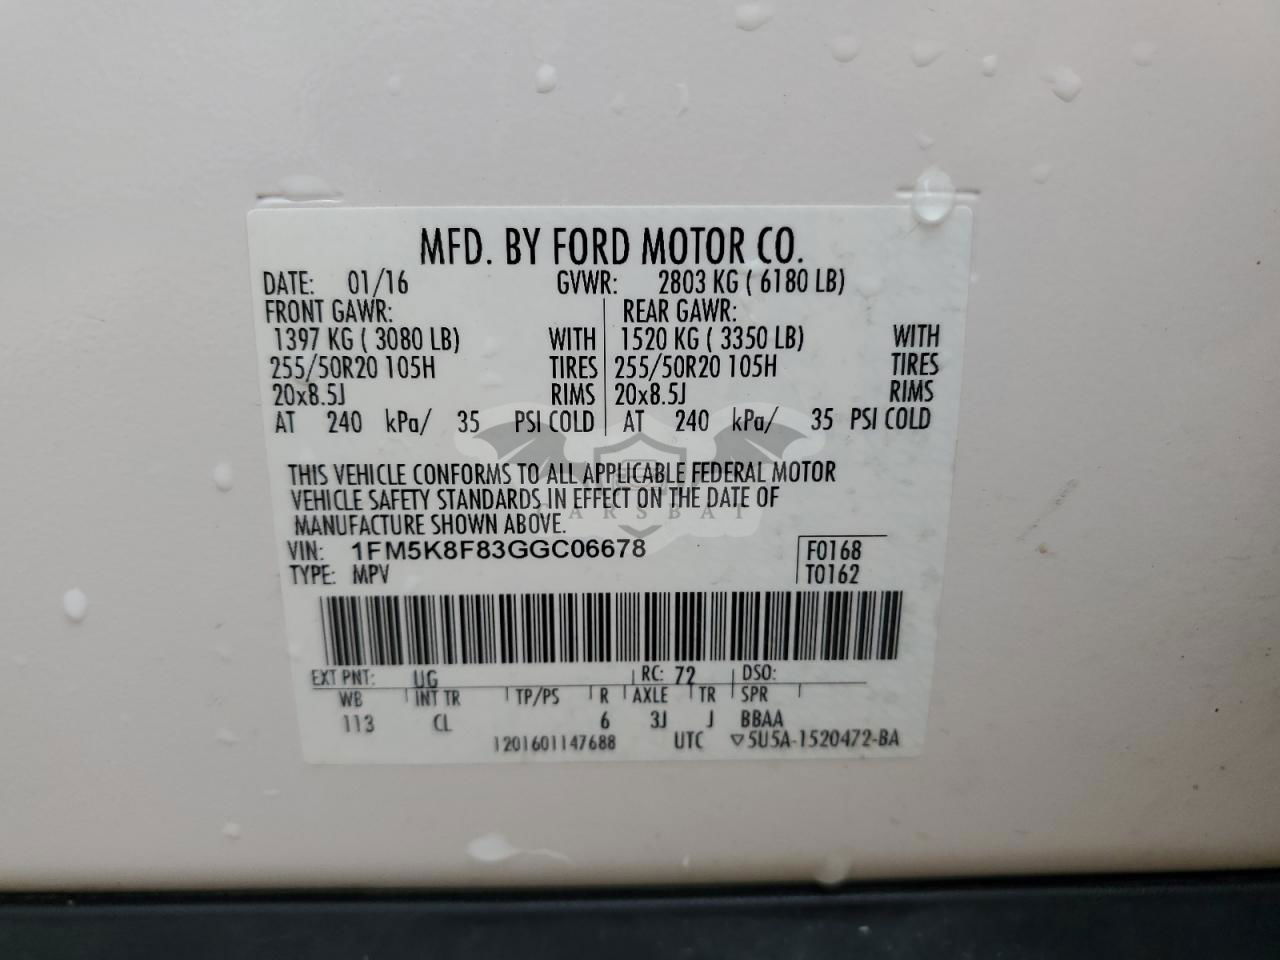 MFD. BY FORD MOTOR CO.
DATE: 01/16 GVWR: 2803 KG ( 6180 LB)
FRONT GAWR: REAR GAWR:
1397 KG ( 3080 LB) WITH 1520 KG ( 3350 LB) WITH
255/50R20 105H TIRES 255/50R20 105H TIRES
20x8.5J RIMS 20x8.5J RIMS
AT 240 kPa/ 35 PSI COLD AT 240 kPa/ 35 PSI COLD
THIS VEHICLE CONFORMS TO ALL APPLICABLE FEDERAL MOTOR
VEHICLE SAFETY STANDARDS IN EFFECT ON THE DATE OF
CARSBAT
MANUFACTURE SHOWN ABOVE.
VIN: 1FM5K8F83GGC06678 F0168
TYPE: MPV T0162
EXT PNT: UG RC: 72 DSO:
WB INT TR TP/PS R AXLE TR SPR
113 CL 6 3J J BBAA
1201601147688 UTC ▽5U5A-1520472-BA